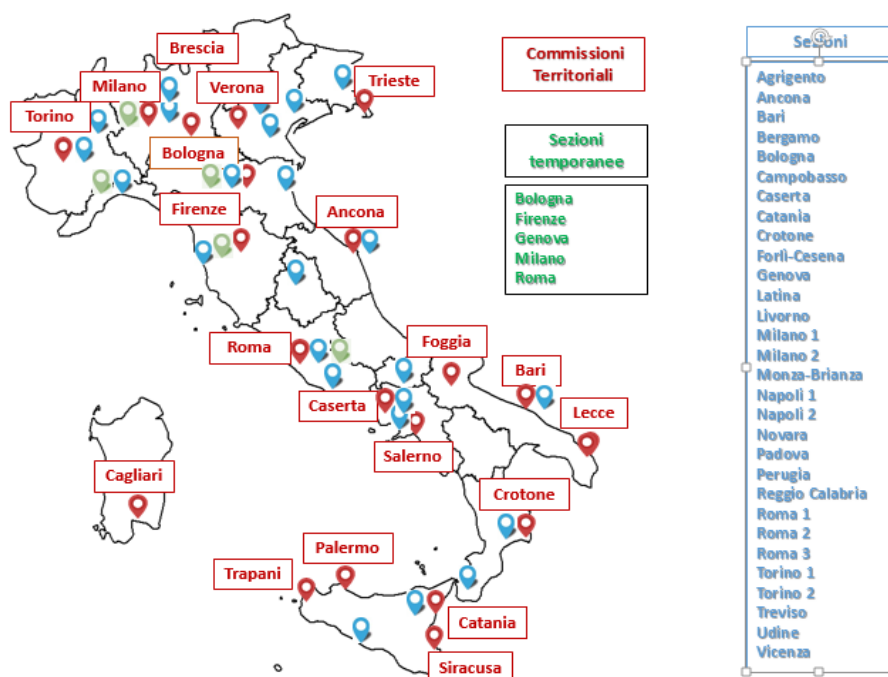 Brescia
Milano
Verona
Trieste
Torino
Bologna
Firenze
Ancona
Roma
Foggia
Bari
Caserta
Lecce
Salerno
Cagliari
Crotone
Palermo
Trapani
Catania
Siracusa
Commissioni
Territoriali
Sezioni
temporanee
Bologna
Firenze
Genova
Milano
Roma
Sezioni
Agrigento
Ancona
Bari
Bergamo
Bologna
Campobasso
Caserta
Catania
Crotone
Forlì-Cesena
Genova
Latina
Livorno
Milano 1
Milano 2
Monza-Brianza
Napoli 1
Napoli 2
Novara
Padova
Perugia
Reggio Calabria
Roma 1
Roma 2
Roma 3
Torino 1
Torino 2
Treviso
Udine
Vicenza